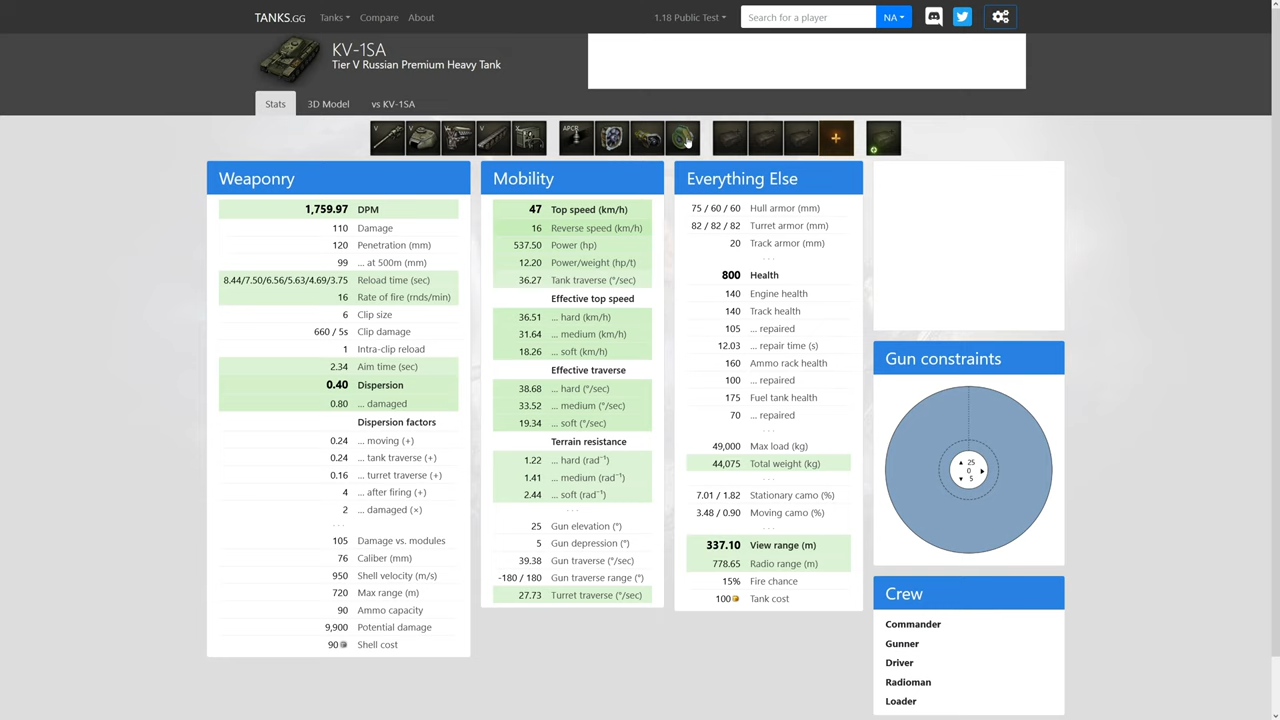 TANKS.GG
Tanks
Compare
About
1.18 Public Test
Search for a player
NA
KV-1SA
Tier V Russian Premium Heavy Tank
Stats
3D Model
vs KV-1SA
V
V
V
V
X
APCR
Weaponry
1,759.97 DPM
110 Damage
120 Penetration (mm)
99 ... at 500m (mm)
8.44/7.50/6.56/5.63/4.69/3.75 Reload time (sec)
16 Rate of fire (rnds/min)
6 Clip size
660 / 5s Clip damage
1 Intra-clip reload
2.34 Aim time (sec)
0.40 Dispersion
0.80 ... damaged
Dispersion factors
0.24 ... moving (+)
0.24 ... tank traverse (+)
0.16 ... turret traverse (+)
4 ... after firing (+)
2 ... damaged (×)
...
105 Damage vs. modules
76 Caliber (mm)
950 Shell velocity (m/s)
720 Max range (m)
90 Ammo capacity
9,900 Potential damage
90 Shell cost
Mobility
47 Top speed (km/h)
16 Reverse speed (km/h)
537.50 Power (hp)
12.20 Power/weight (hp/t)
36.27 Tank traverse (°/sec)
Effective top speed
36.51 ... hard (km/h)
31.64 ... medium (km/h)
18.26 ... soft (km/h)
Effective traverse
38.68 ... hard (°/sec)
33.52 ... medium (°/sec)
19.34 ... soft (°/sec)
Terrain resistance
1.22 ... hard (rad⁻¹)
1.41 ... medium (rad⁻¹)
2.44 ... soft (rad⁻¹)
...
25 Gun elevation (°)
5 Gun depression (°)
39.38 Gun traverse (°/sec)
-180 / 180 Gun traverse range (°)
27.73 Turret traverse (°/sec)
Everything Else
75 / 60 / 60 Hull armor (mm)
82 / 82 / 82 Turret armor (mm)
20 Track armor (mm)
...
800 Health
140 Engine health
140 Track health
105 ... repaired
12.03 ... repair time (s)
160 Ammo rack health
100 ... repaired
175 Fuel tank health
70 ... repaired
...
49,000 Max load (kg)
44,075 Total weight (kg)
...
7.01 / 1.82 Stationary camo (%)
3.48 / 0.90 Moving camo (%)
...
337.10 View range (m)
778.65 Radio range (m)
15% Fire chance
100 Tank cost
Gun constraints
25
0
5
Crew
Commander
Gunner
Driver
Radioman
Loader